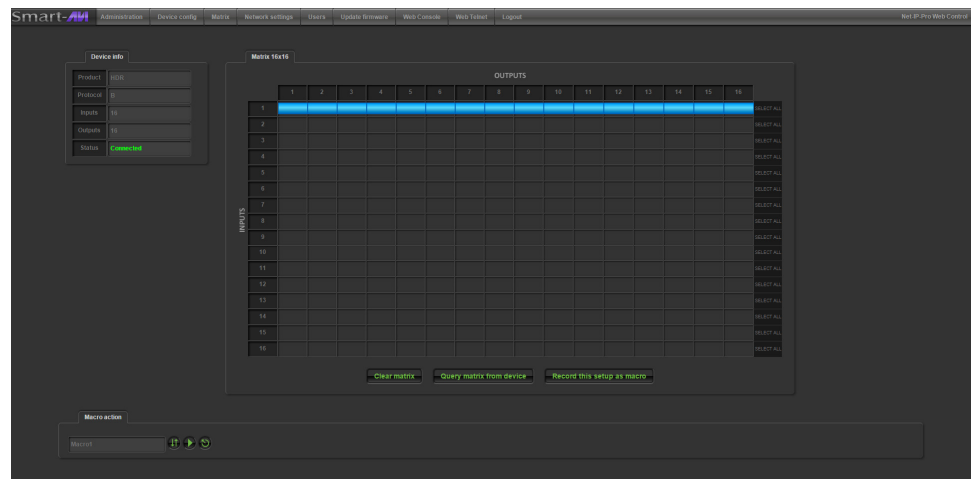 Smart-AVI Administration Device config Matrix Network settings Users Update firmware Web Console Web Telnet Logout Net.IP.Pro Web Control
Device info
Product HDR
Protocol
Inputs 16
Outputs 16
Status Connected
Matrix 16x16
OUTPUTS
1 2 3 4 5 6 7 8 9 10 11 12 13 14 15 16
INPUTS
1 SELECT ALL
2 SELECT ALL
3 SELECT ALL
4 SELECT ALL
5 SELECT ALL
6 SELECT ALL
7 SELECT ALL
8 SELECT ALL
9 SELECT ALL
10 SELECT ALL
11 SELECT ALL
12 SELECT ALL
13 SELECT ALL
14 SELECT ALL
15 SELECT ALL
16 SELECT ALL
Clear matrix Query matrix from device Record this setup as macro
Macro action
Macro1